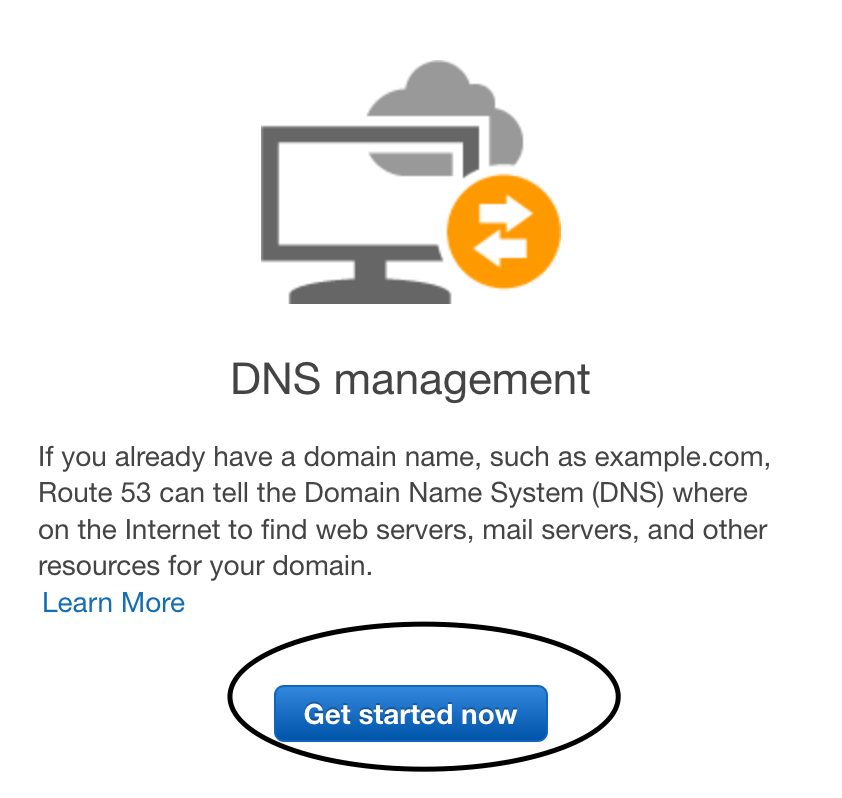 DNS management
If you already have a domain name, such as example.com,
Route 53 can tell the Domain Name System (DNS) where
on the Internet to find web servers, mail servers, and other
resources for your domain.
Learn More
Get started now